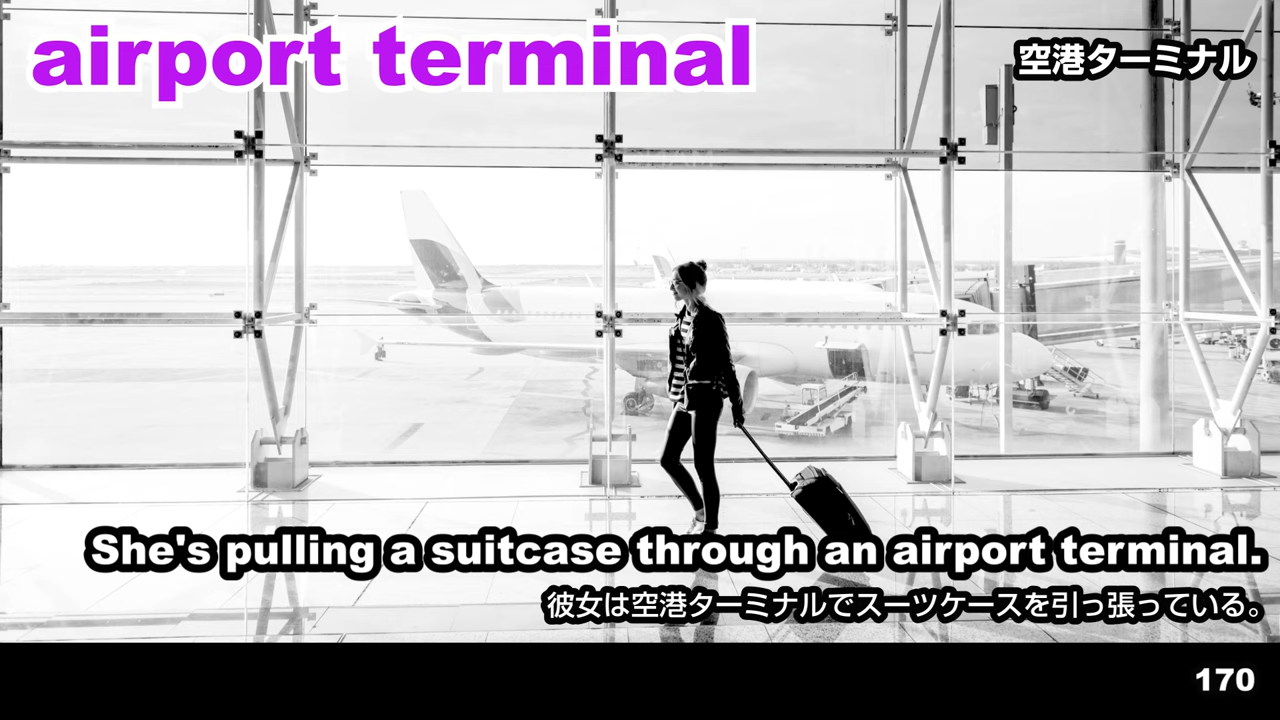 airport terminal
空港ターミナル
She's pulling a suitcase through an airport terminal.
彼女は空港ターミナルでスーツケースを引っ張っている。
170